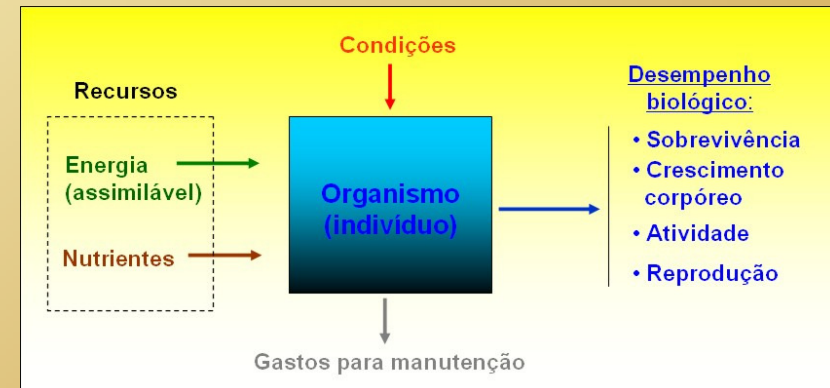 Condições
Recursos
Energia
(assimilável)
Nutrientes
Organismo
(indivíduo)
Gastos para manutenção
Desempenho
biológico:
• Sobrevivência
• Crescimento
corpóreo
• Atividade
• Reprodução